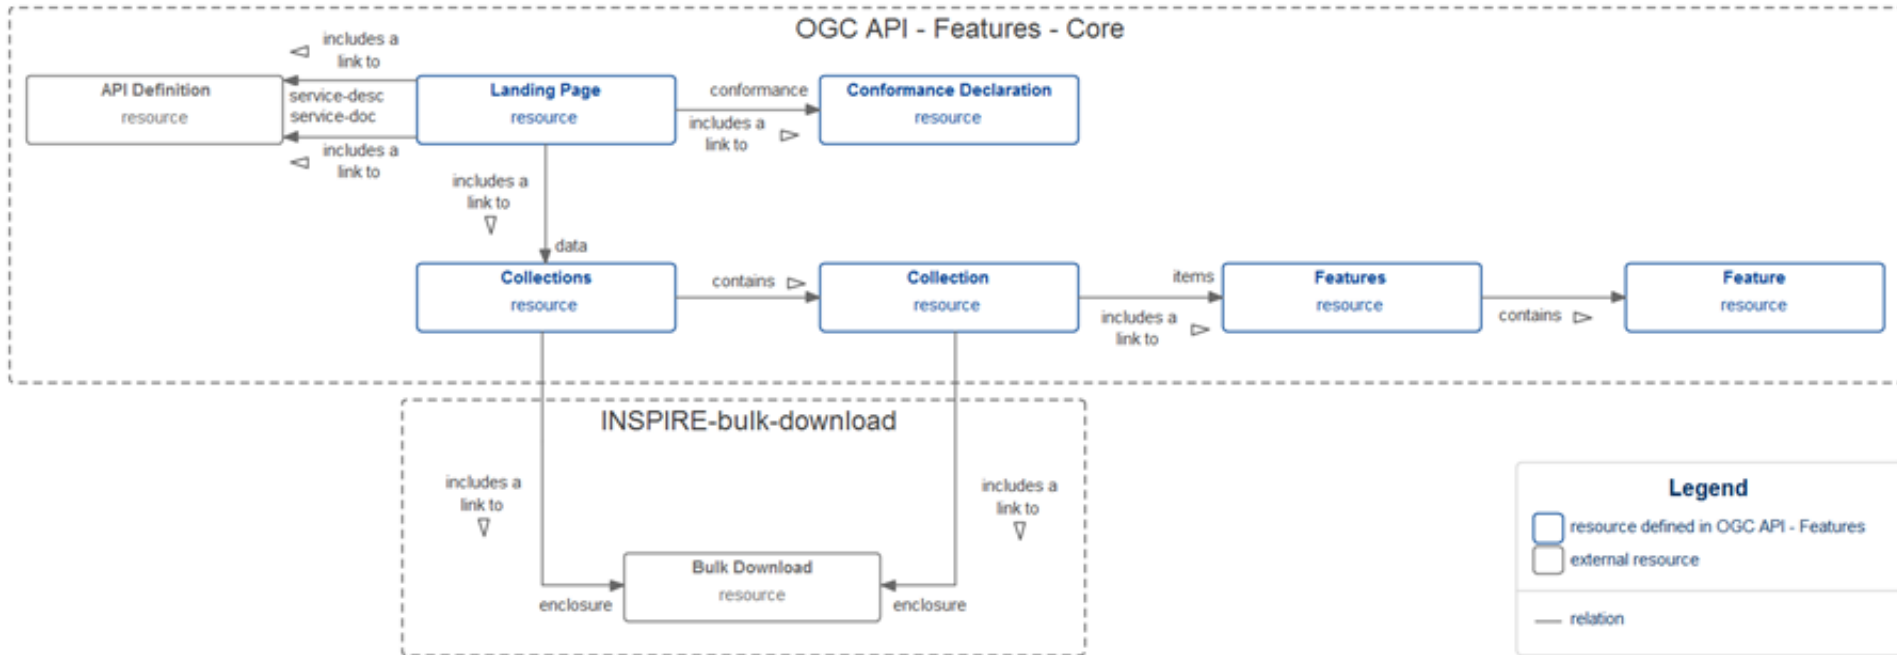 OGC API - Features - Core
includes a
link to
API Definition
resource
service-desc
service-doc
includes a
link to
Landing Page
resource
conformance
includes a
link to
Conformance Declaration
resource
includes a
link to
data
Collections
resource
contains
Collection
resource
items
includes a
link to
Features
resource
contains
Feature
resource
INSPIRE-bulk-download
includes a
link to
includes a
link to
enclosure
Bulk Download
resource
enclosure
Legend
resource defined in OGC API - Features
external resource
relation